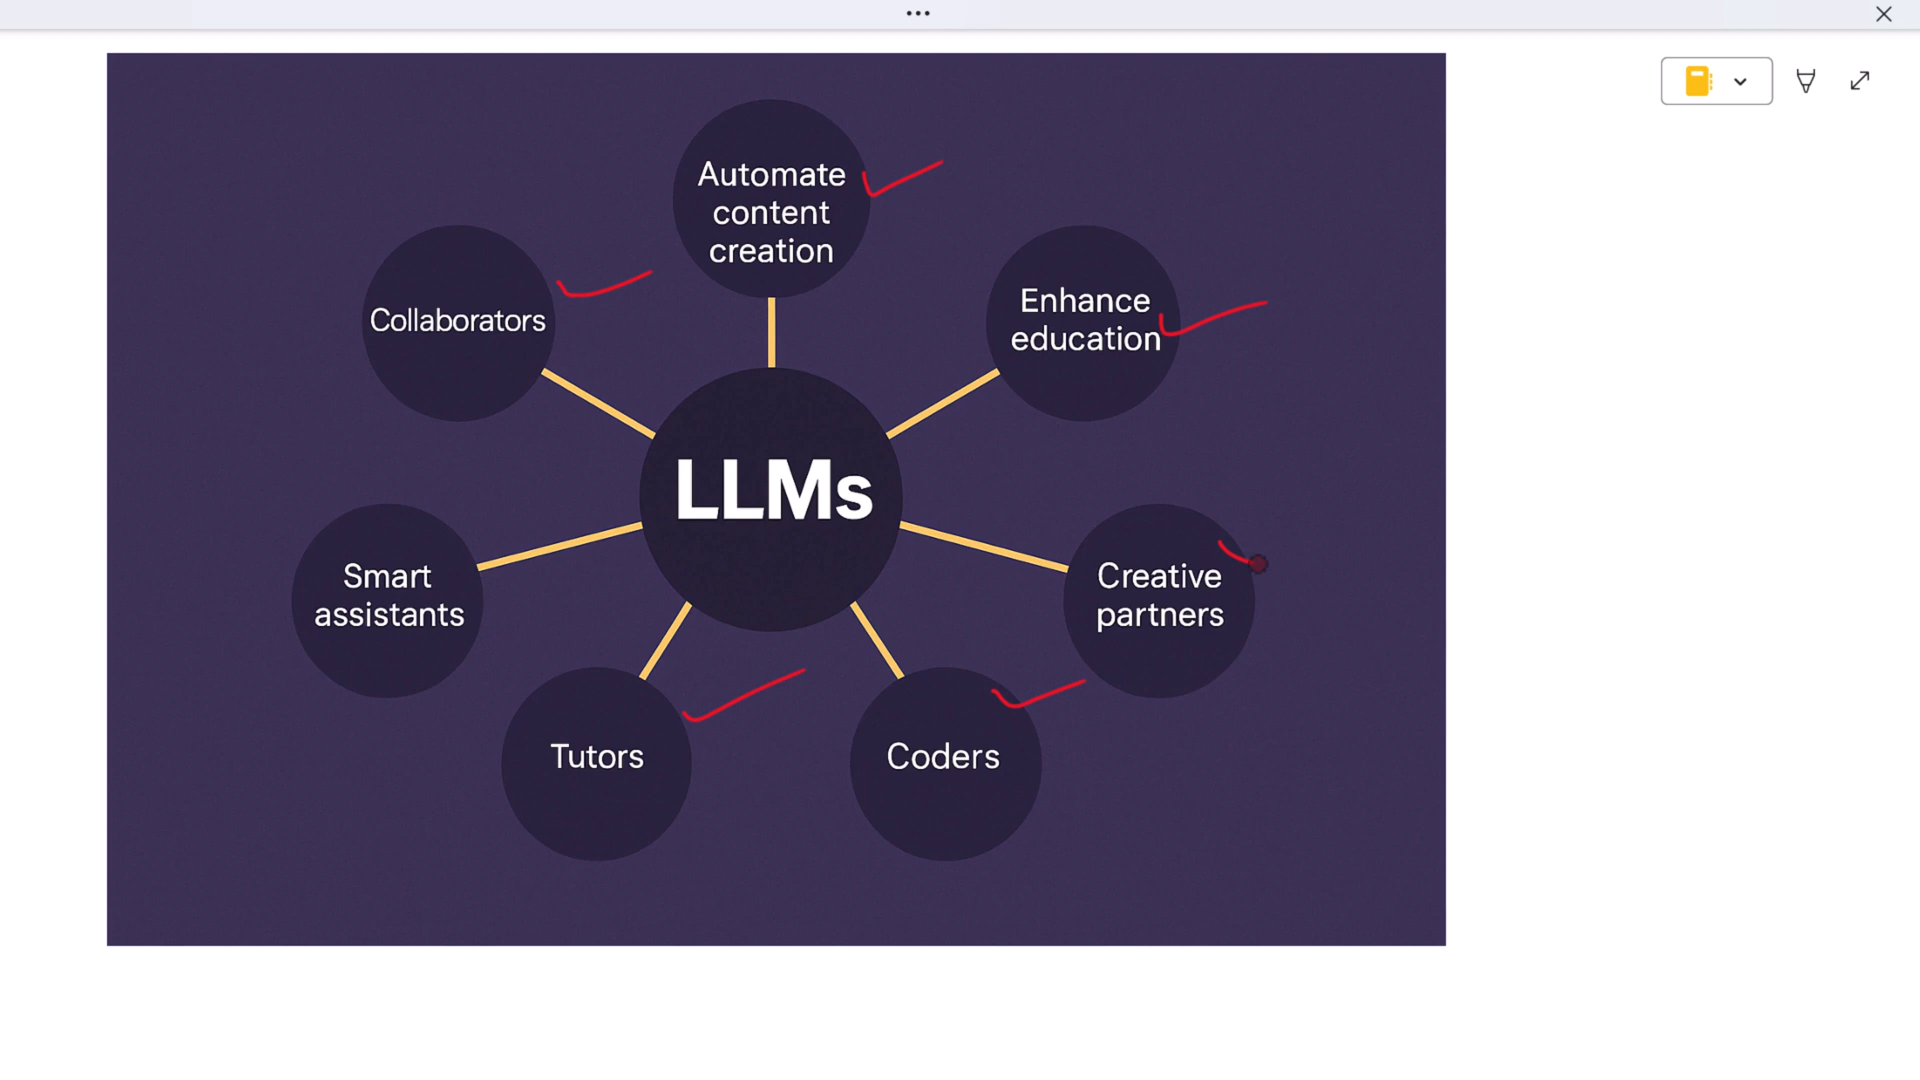 Automate
content
creation
Collaborators
Enhance
education
LLMs
Smart
assistants
Creative
partners
Tutors
Coders